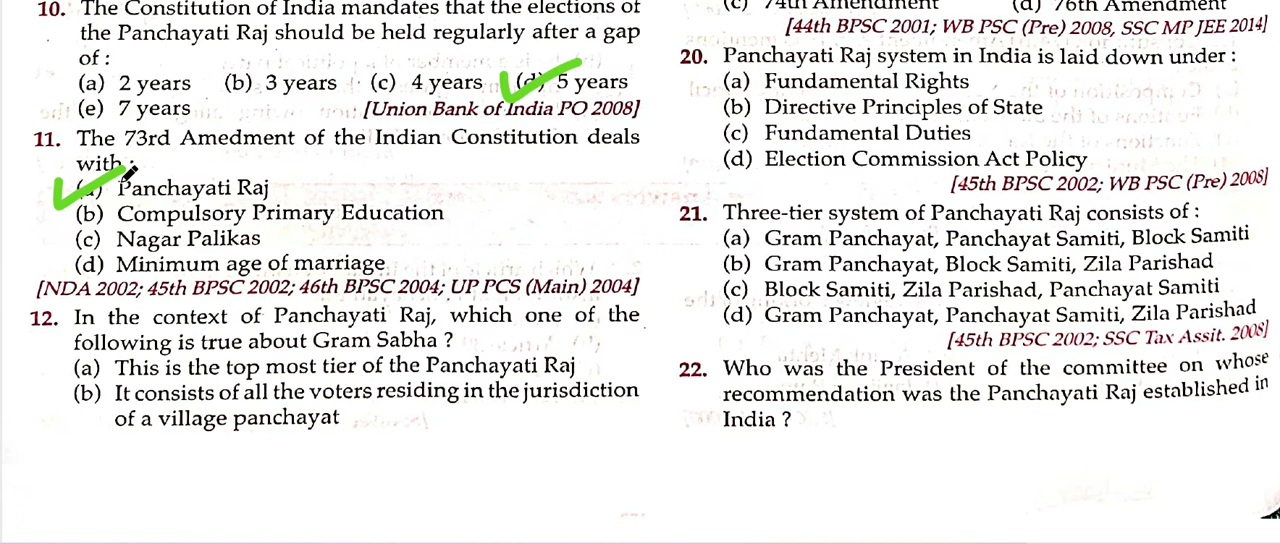 10. The Constitution of India mandates that the elections of
the Panchayati Raj should be held regularly after a gap
of :
(a) 2 years (b) 3 years (c) 4 years (d) 5 years
(e) 7 years [Union Bank of India PO 2008]
11. The 73rd Amedment of the Indian Constitution deals
with :
(a) Panchayati Raj
(b) Compulsory Primary Education
(c) Nagar Palikas
(d) Minimum age of marriage
[NDA 2002; 45th BPSC 2002; 46th BPSC 2004; UP PCS (Main) 2004]
12. In the context of Panchayati Raj, which one of the
following is true about Gram Sabha ?
(a) This is the top most tier of the Panchayati Raj
(b) It consists of all the voters residing in the jurisdiction
of a village panchayat
(c) 74th Amendment (d) 76th Amendment
[44th BPSC 2001; WB PSC (Pre) 2008, SSC MP JEE 2014]
20. Panchayati Raj system in India is laid down under :
(a) Fundamental Rights
(b) Directive Principles of State
(c) Fundamental Duties
(d) Election Commission Act Policy
[45th BPSC 2002; WB PSC (Pre) 2008]
21. Three-tier system of Panchayati Raj consists of :
(a) Gram Panchayat, Panchayat Samiti, Block Samiti
(b) Gram Panchayat, Block Samiti, Zila Parishad
(c) Block Samiti, Zila Parishad, Panchayat Samiti
(d) Gram Panchayat, Panchayat Samiti, Zila Parishad
[45th BPSC 2002; SSC Tax Assit. 2008]
22. Who was the President of the committee on whose
recommendation was the Panchayati Raj established in
India ?